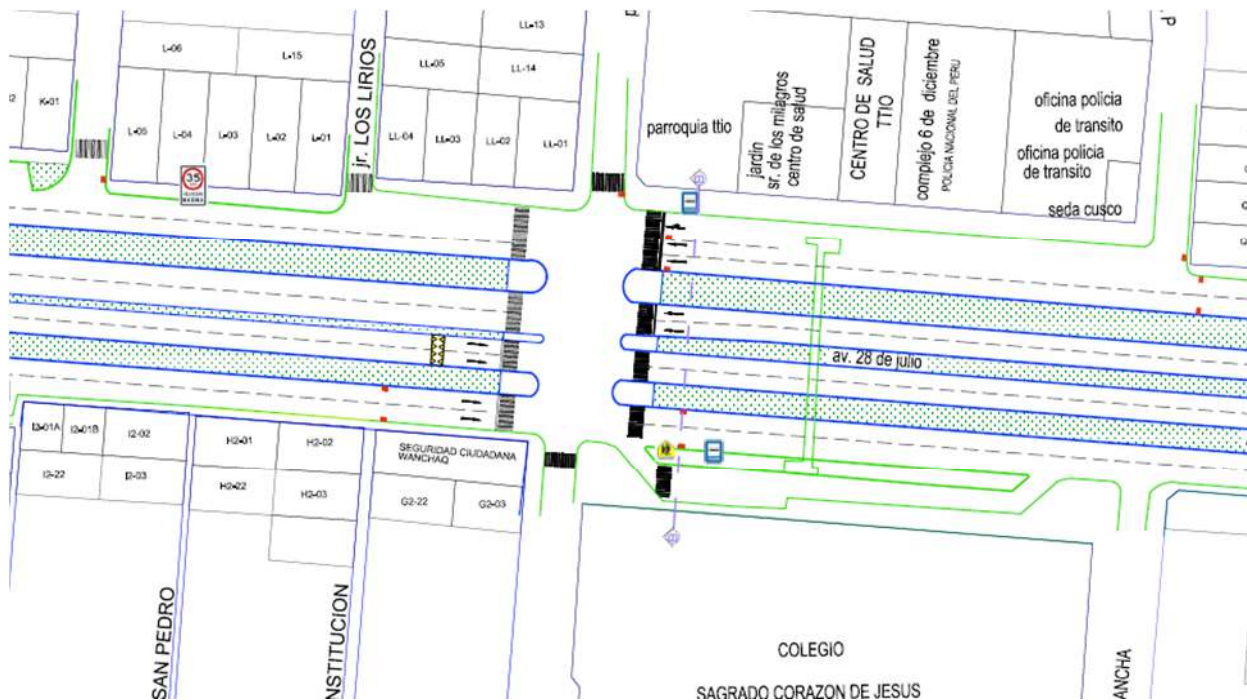 LL-13
L-06
L-15
LL-05
LL-14
K-01
L-05
L-04
L-03
L-02
L-01
jr. LOS LIRIOS
LL-04
LL-03
LL-02
LL-01
parroquia ttio
jardin
sr. de los milagros
centro de salud
CENTRO DE SALUD
TTIO
complejo 6 de diciembre
POLICIA NACIONAL DEL PERU
oficina policia
de transito
oficina policia
de transito
seda cusco
35
av. 28 de julio
I2-01A
I2-01B
I2-02
H2-01
H2-02
SEGURIDAD CIUDADANA
WANCHAQ
I2-22
I2-03
H2-22
H2-03
G2-22
G2-03
SAN PEDRO
NSTITUCION
COLEGIO
SAGRADO CORAZON DE JESUS
ANCHA